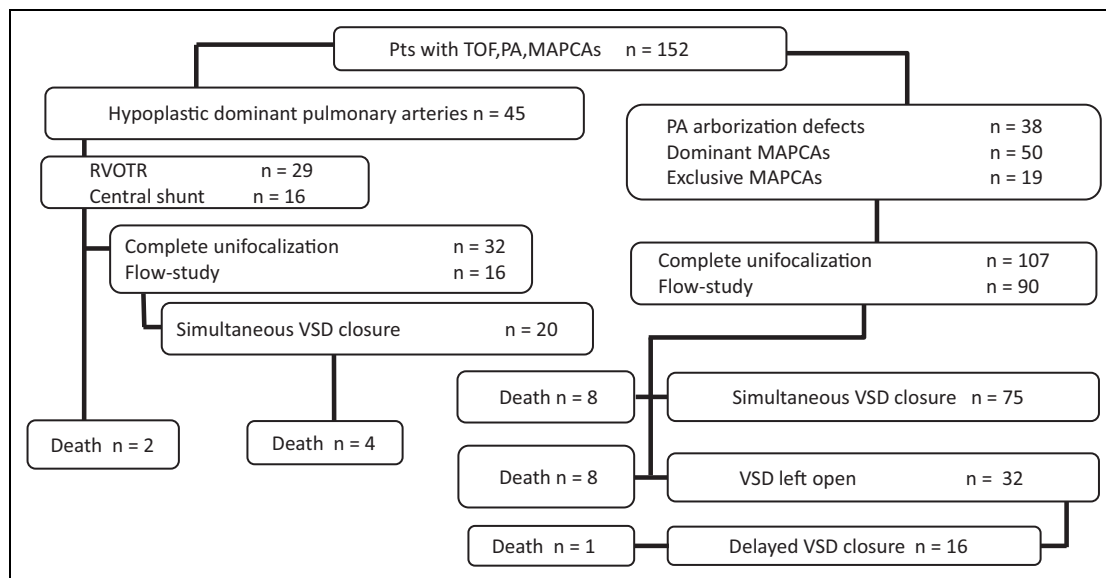 Pts with TOF,PA,MAPCAs n = 152
Hypoplastic dominant pulmonary arteries n = 45
RVOTR n = 29
Central shunt n = 16
Complete unifocalization n = 32
Flow-study n = 16
Simultaneous VSD closure n = 20
Death n = 2
Death n = 4
PA arborization defects n = 38
Dominant MAPCAs n = 50
Exclusive MAPCAs n = 19
Complete unifocalization n = 107
Flow-study n = 90
Death n = 8
Simultaneous VSD closure n = 75
Death n = 8
VSD left open n = 32
Death n = 1
Delayed VSD closure n = 16